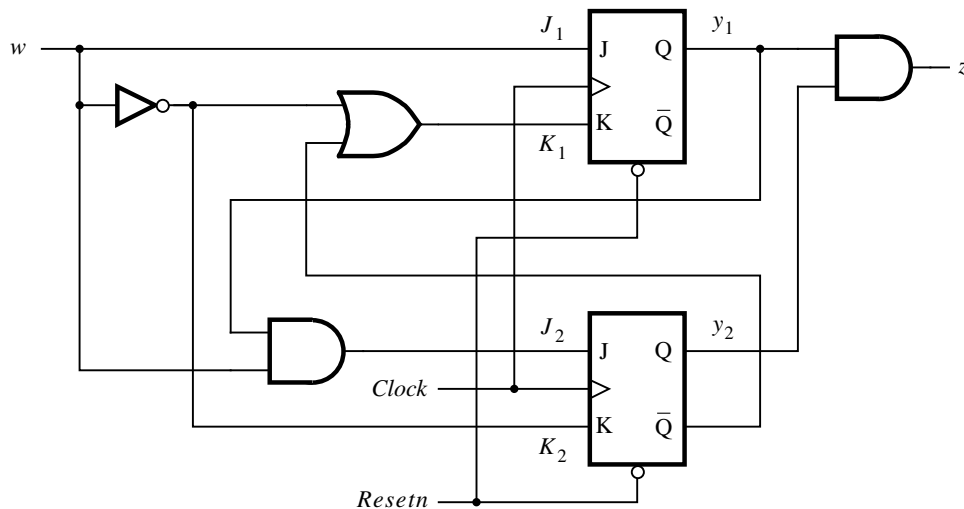 w
J1
J
Q
y1
z
K
Q̅
K1
J2
J
Q
y2
Clock
K
Q̅
K2
Resetn